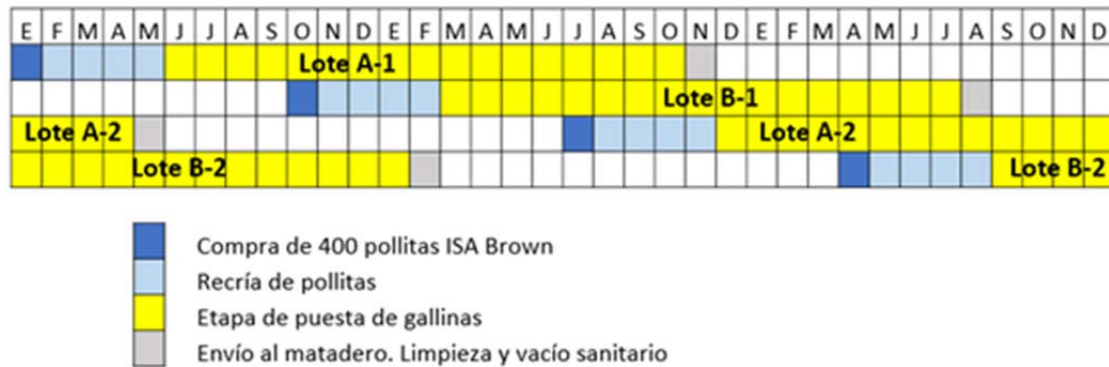 E F M A M J J A S O N D E F M A M J J A S O N D E F M A M J J A S O N D
Lote A-1
Lote B-1
Lote A-2 Lote A-2
Lote B-2 Lote B-2
Compra de 400 pollitas ISA Brown
Recría de pollitas
Etapa de puesta de gallinas
Envío al matadero. Limpieza y vacío sanitario